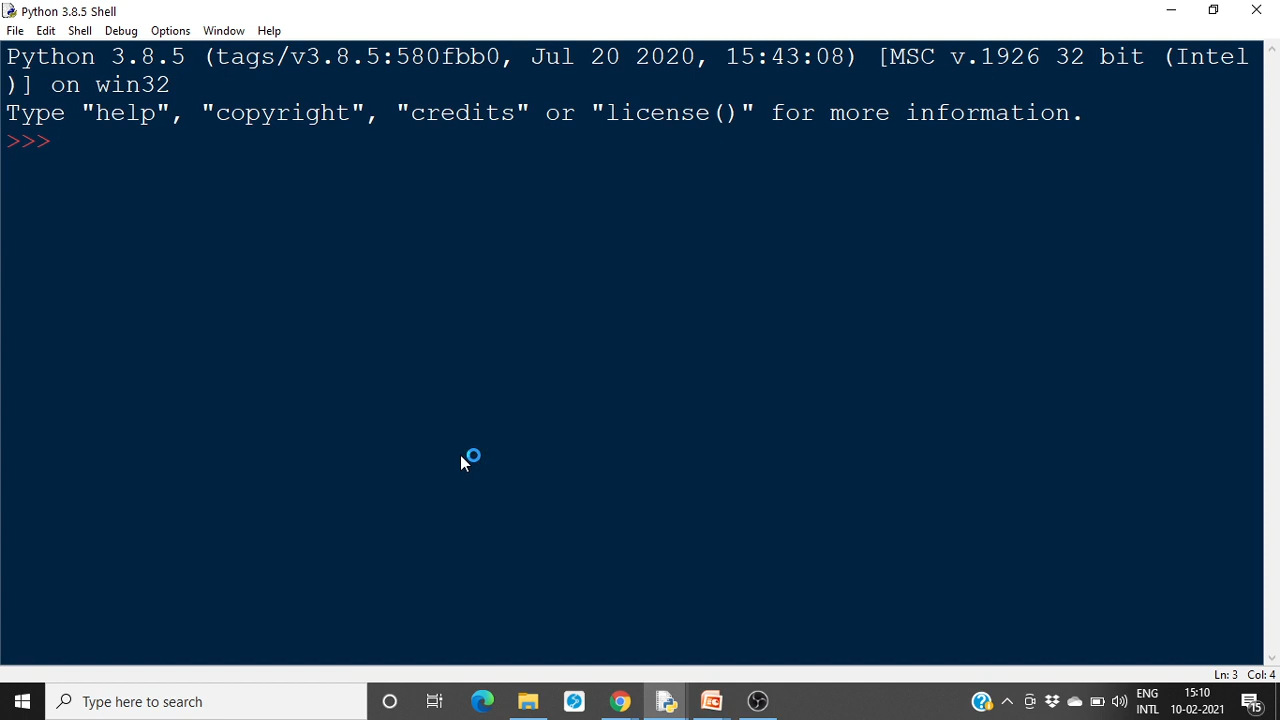 Python 3.8.5 Shell
File Edit Shell Debug Options Window Help
Python 3.8.5 (tags/v3.8.5:580fbb0, Jul 20 2020, 15:43:08) [MSC v.1926 32 bit (Intel
)] on win32
Type "help", "copyright", "credits" or "license()" for more information.
>>>
Ln: 3 Col: 4
Type here to search
ENG 15:10
INTL 10-02-2021 15